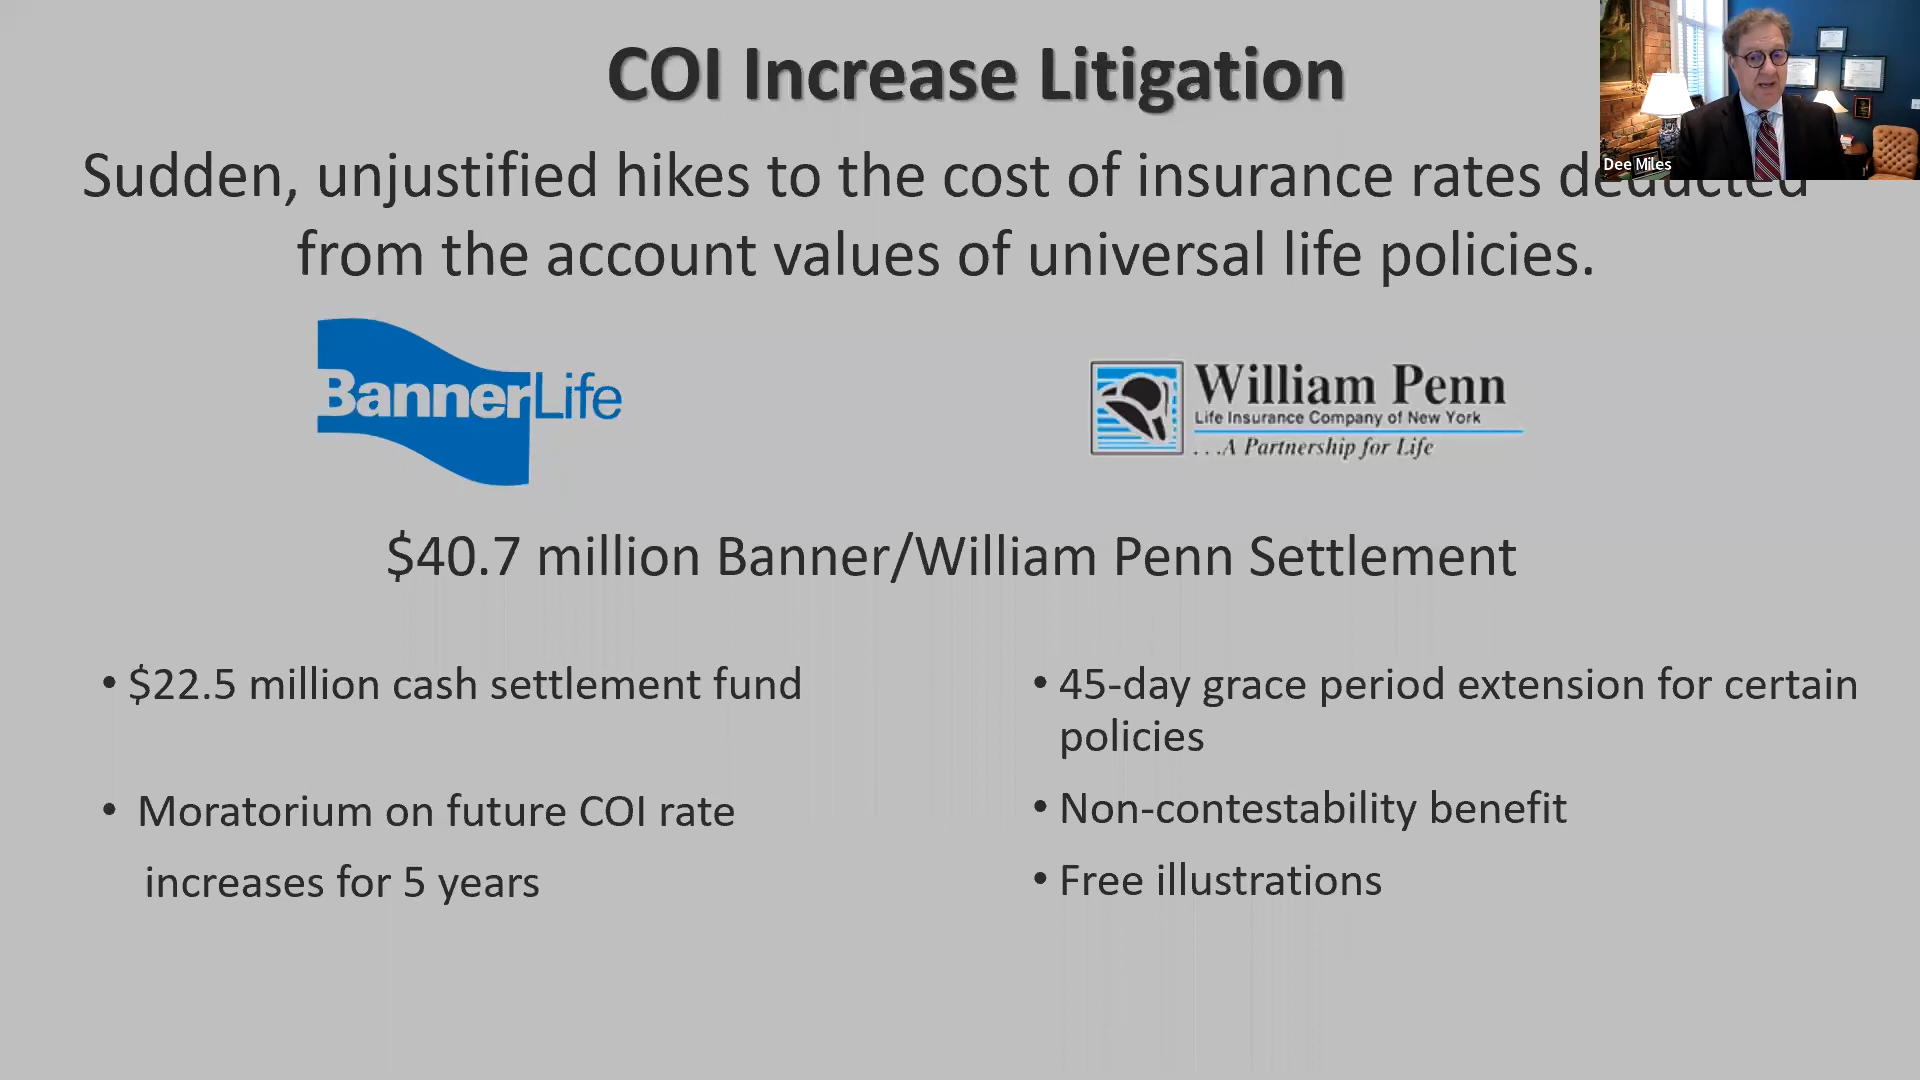 COI Increase Litigation
Dee Miles
Sudden, unjustified hikes to the cost of insurance rates deducted
from the account values of universal life policies.
BannerLife
William Penn
Life Insurance Company of New York
...A Partnership for Life
$40.7 million Banner/William Penn Settlement
• $22.5 million cash settlement fund
• Moratorium on future COI rate
increases for 5 years
• 45-day grace period extension for certain
policies
• Non-contestability benefit
• Free illustrations